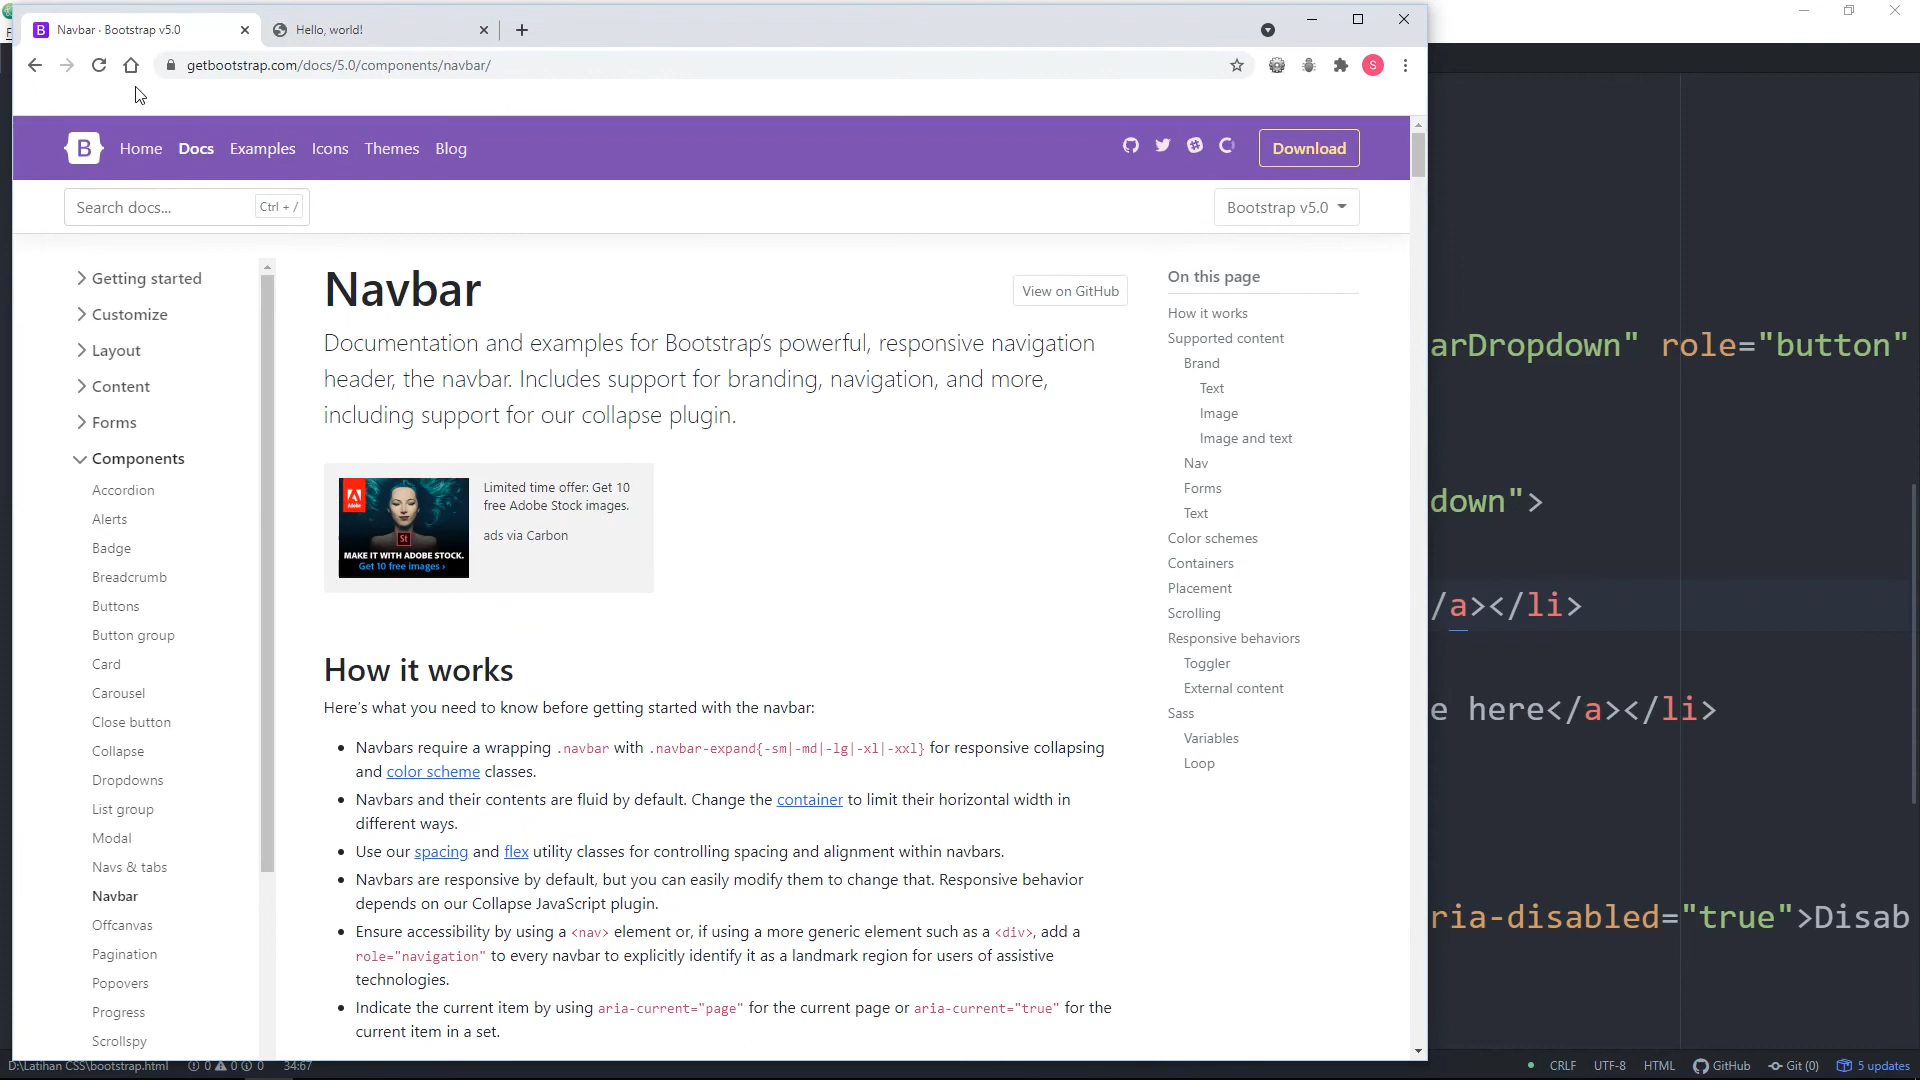 Navbar · Bootstrap v5.0
Hello, world!
getbootstrap.com/docs/5.0/components/navbar/
S
B
Home
Docs
Examples
Icons
Themes
Blog
Download
Search docs...
Ctrl + /
Bootstrap v5.0
Getting started
Customize
Layout
Content
Forms
Components
Accordion
Alerts
Badge
Breadcrumb
Buttons
Button group
Card
Carousel
Close button
Collapse
Dropdowns
List group
Modal
Navs & tabs
Navbar
Offcanvas
Pagination
Popovers
Progress
Scrollspy
Navbar
View on GitHub
Documentation and examples for Bootstrap's powerful, responsive navigation
header, the navbar. Includes support for branding, navigation, and more,
including support for our collapse plugin.
Adobe
St
MAKE IT WITH ADOBE STOCK.
Get 10 free images ›
Limited time offer: Get 10
free Adobe Stock images.
ads via Carbon
How it works
Here's what you need to know before getting started with the navbar:
• Navbars require a wrapping .navbar with .navbar-expand{-sm|-md|-lg|-xl|-xxl} for responsive collapsing
and color scheme classes.
• Navbars and their contents are fluid by default. Change the container to limit their horizontal width in
different ways.
• Use our spacing and flex utility classes for controlling spacing and alignment within navbars.
• Navbars are responsive by default, but you can easily modify them to change that. Responsive behavior
depends on our Collapse JavaScript plugin.
• Ensure accessibility by using a <nav> element or, if using a more generic element such as a <div>, add a
role="navigation" to every navbar to explicitly identify it as a landmark region for users of assistive
technologies.
• Indicate the current item by using aria-current="page" for the current page or aria-current="true" for the
current item in a set.
On this page
How it works
Supported content
Brand
Text
Image
Image and text
Nav
Forms
Text
Color schemes
Containers
Placement
Scrolling
Responsive behaviors
Toggler
External content
Sass
Variables
Loop
arDropdown" role="button"
down">
/a></li>
e here</a></li>
ria-disabled="true">Disab
D:\Latihan CSS\bootstrap.html
0
0
0
34:67
CRLF
UTF-8
HTML
GitHub
Git (0)
5 updates